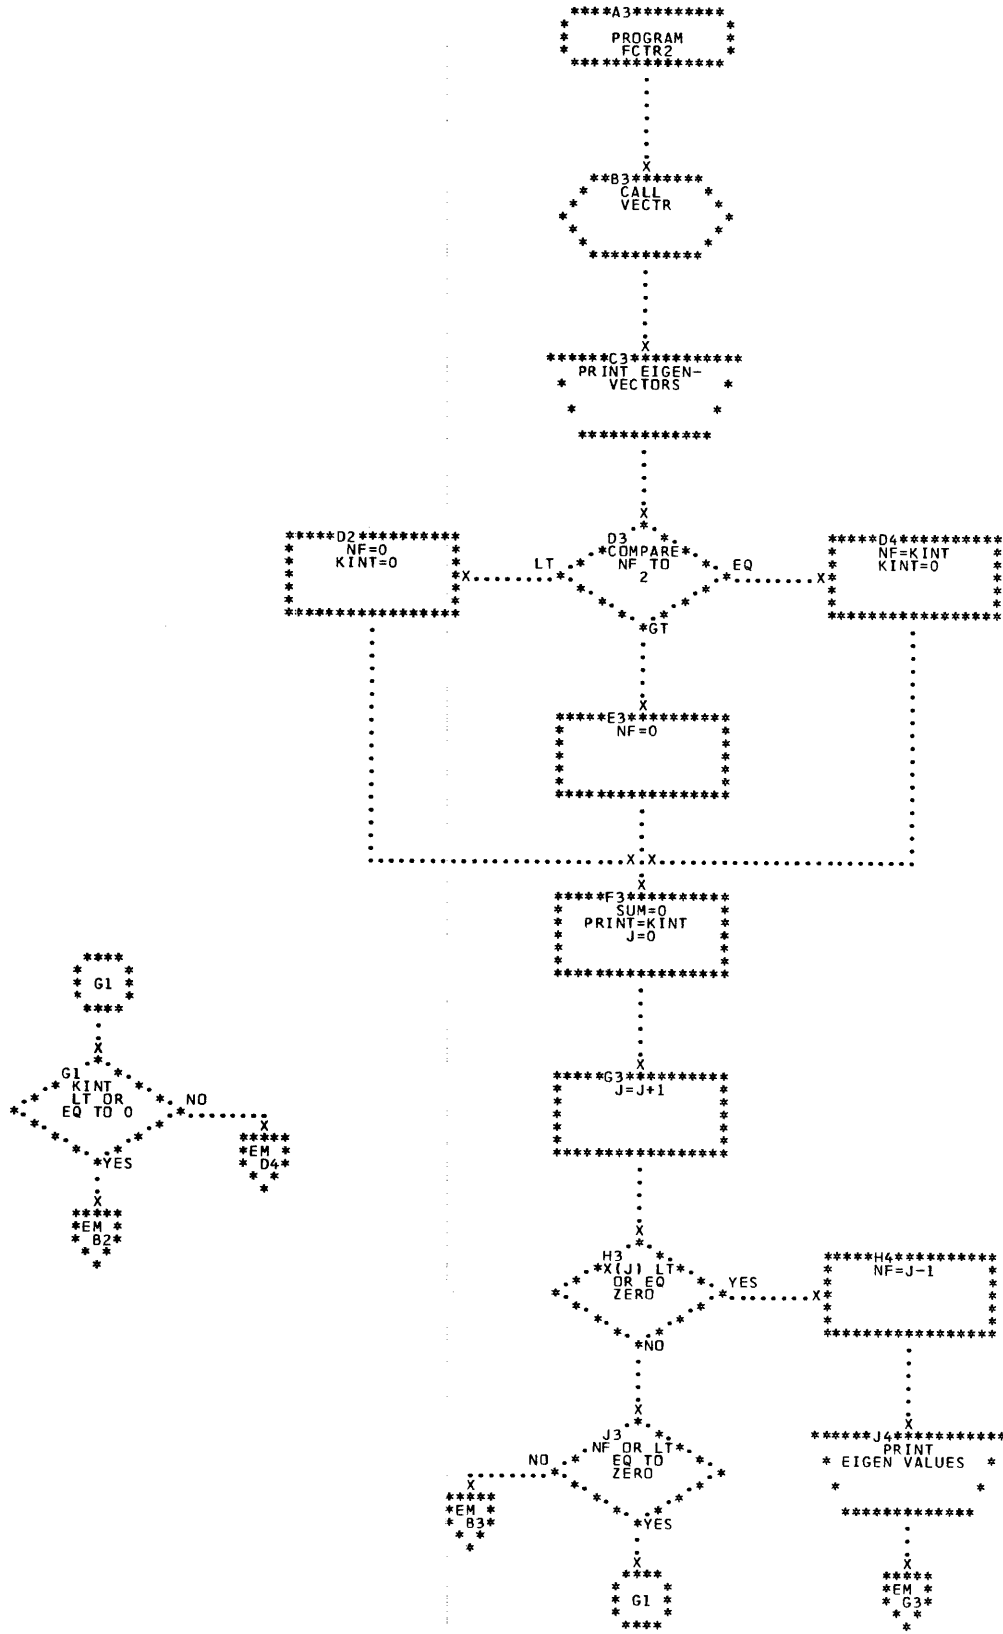 A3
PROGRAM
FCTR2
B3
CALL
VECTR
C3
PRINT EIGEN-
VECTORS
D2
NF=0
KINT=0
LT
D3
COMPARE
NF TO
2
EQ
GT
D4
NF=KINT
KINT=0
E3
NF=0
X X
F3
SUM=0
PRINT=KINT
J=0
G1
G1
KINT
LT OR
EQ TO 0
NO
YES
EM
D4
EM
B2
G3
J=J+1
H3
X(J) LT
OR EQ
ZERO
YES
NO
H4
NF=J-1
J3
NF OR LT
EQ TO
ZERO
NO
YES
EM
B3
G1
J4
PRINT
EIGEN VALUES
EM
G3